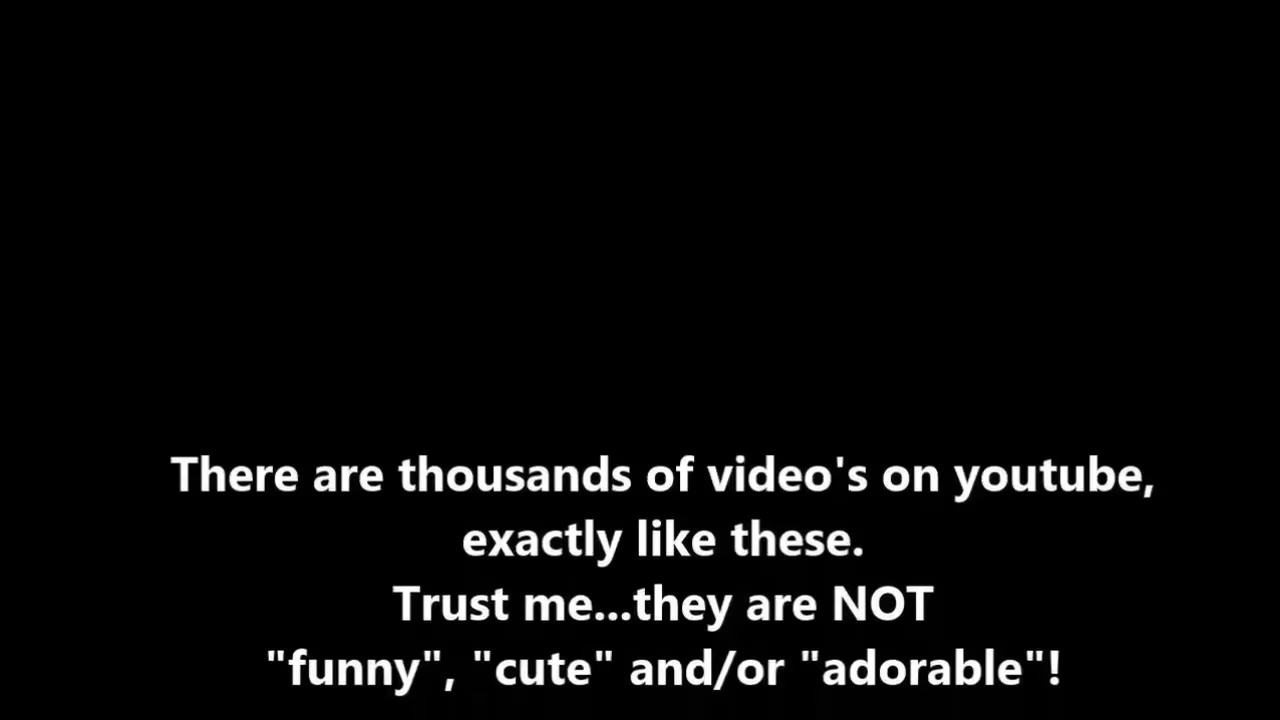 There are thousands of video's on youtube,
exactly like these.
Trust me...they are NOT
"funny", "cute" and/or "adorable"!